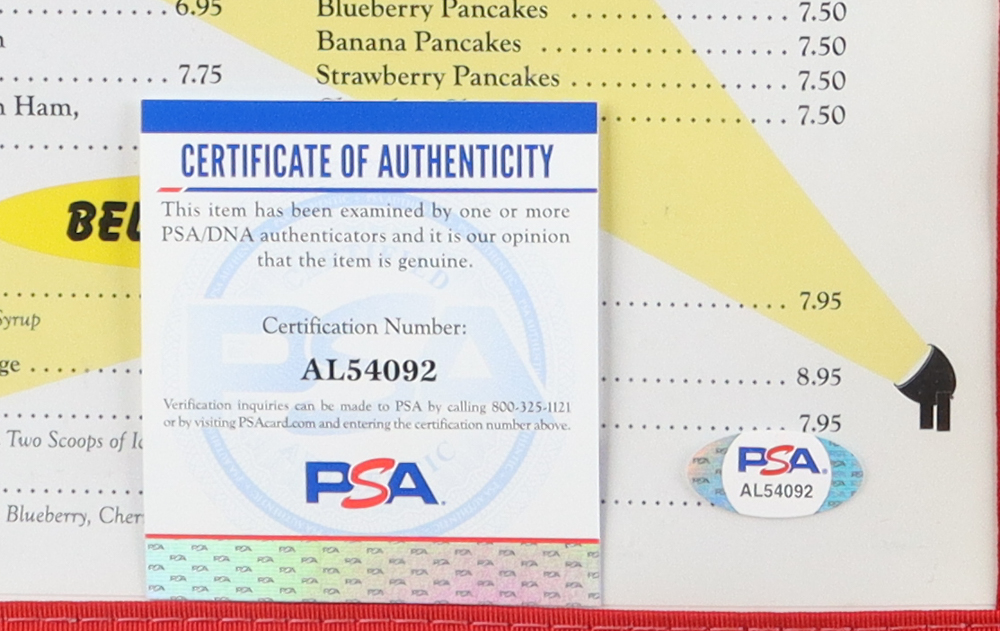 6.95
Blueberry Pancakes ............... 7.50
Banana Pancakes ................. 7.50
7.75
Strawberry Pancakes .............. 7.50
Ham,
7.50
CERTIFICATE OF AUTHENTICITY
This item has been examined by one or more
PSA/DNA authenticators and it is our opinion
that the item is genuine.
Certification Number:
AL54092
Verification inquiries can be made to PSA by calling 800-325-1121
or by visiting PSAcard.com and entering the certification number above.
PSA
BEL
7.95
Syrup
ge
8.95
7.95
Two Scoops of Ic
Blueberry, Cher
PSA
AL54092